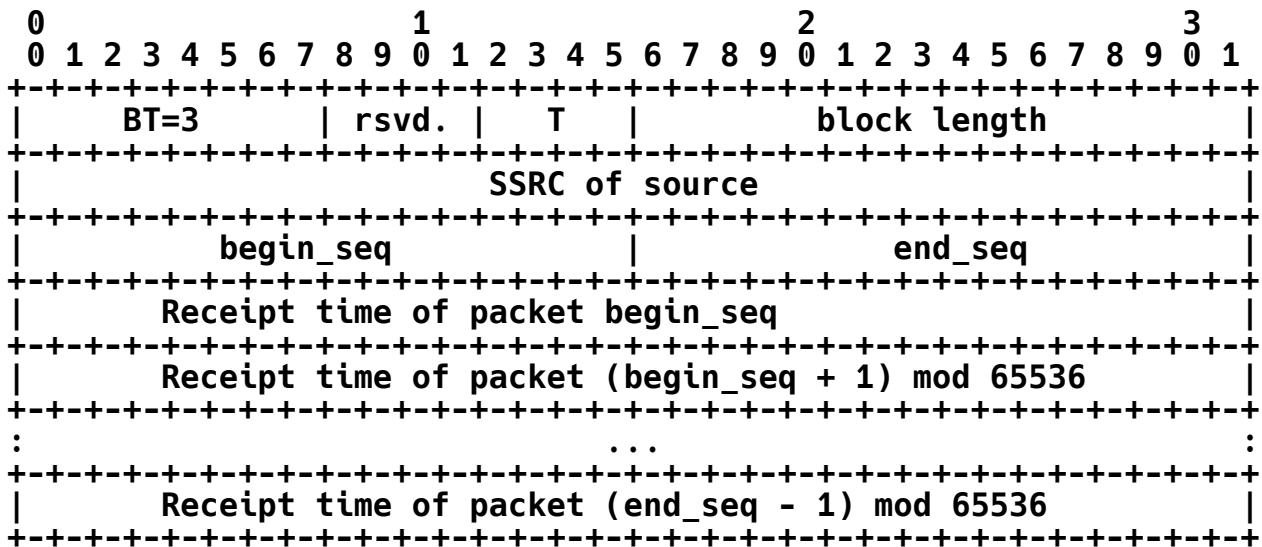 0                   1                   2                   3
 0 1 2 3 4 5 6 7 8 9 0 1 2 3 4 5 6 7 8 9 0 1 2 3 4 5 6 7 8 9 0 1
+-+-+-+-+-+-+-+-+-+-+-+-+-+-+-+-+-+-+-+-+-+-+-+-+-+-+-+-+-+-+-+-+
|     BT=3      | rsvd. |   T   |         block length          |
+-+-+-+-+-+-+-+-+-+-+-+-+-+-+-+-+-+-+-+-+-+-+-+-+-+-+-+-+-+-+-+-+
|                        SSRC of source                         |
+-+-+-+-+-+-+-+-+-+-+-+-+-+-+-+-+-+-+-+-+-+-+-+-+-+-+-+-+-+-+-+-+
|          begin_seq            |             end_seq           |
+-+-+-+-+-+-+-+-+-+-+-+-+-+-+-+-+-+-+-+-+-+-+-+-+-+-+-+-+-+-+-+-+
|       Receipt time of packet begin_seq                        |
+-+-+-+-+-+-+-+-+-+-+-+-+-+-+-+-+-+-+-+-+-+-+-+-+-+-+-+-+-+-+-+-+
|       Receipt time of packet (begin_seq + 1) mod 65536        |
+-+-+-+-+-+-+-+-+-+-+-+-+-+-+-+-+-+-+-+-+-+-+-+-+-+-+-+-+-+-+-+-+
:                              ...                              :
+-+-+-+-+-+-+-+-+-+-+-+-+-+-+-+-+-+-+-+-+-+-+-+-+-+-+-+-+-+-+-+-+
|       Receipt time of packet (end_seq - 1) mod 65536          |
+-+-+-+-+-+-+-+-+-+-+-+-+-+-+-+-+-+-+-+-+-+-+-+-+-+-+-+-+-+-+-+-+